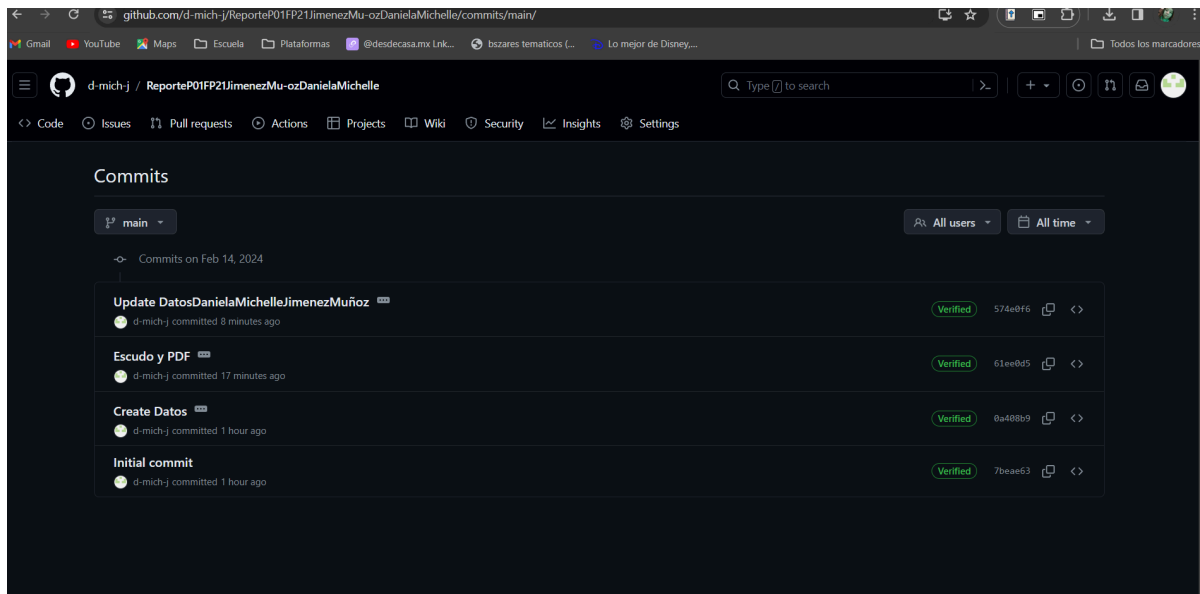 github.com/d-mich-j/ReporteP01FP21JimenezMu-ozDanielaMichelle/commits/main/
Gmail YouTube Maps Escuela Plataformas @desdecasa.mx Lnk... bszares tematicos (... Lo mejor de Disney,... Todos los marcadores
d-mich-j / ReporteP01FP21JimenezMu-ozDanielaMichelle Type / to search
Code Issues Pull requests Actions Projects Wiki Security Insights Settings
Commits
main All users All time
Commits on Feb 14, 2024
Update DatosDanielaMichelleJimenezMuñoz
d-mich-j committed 8 minutes ago
Verified 574e0f6
Escudo y PDF
d-mich-j committed 17 minutes ago
Verified 61ee0d5
Create Datos
d-mich-j committed 1 hour ago
Verified 0a408b9
Initial commit
d-mich-j committed 1 hour ago
Verified 7beae63